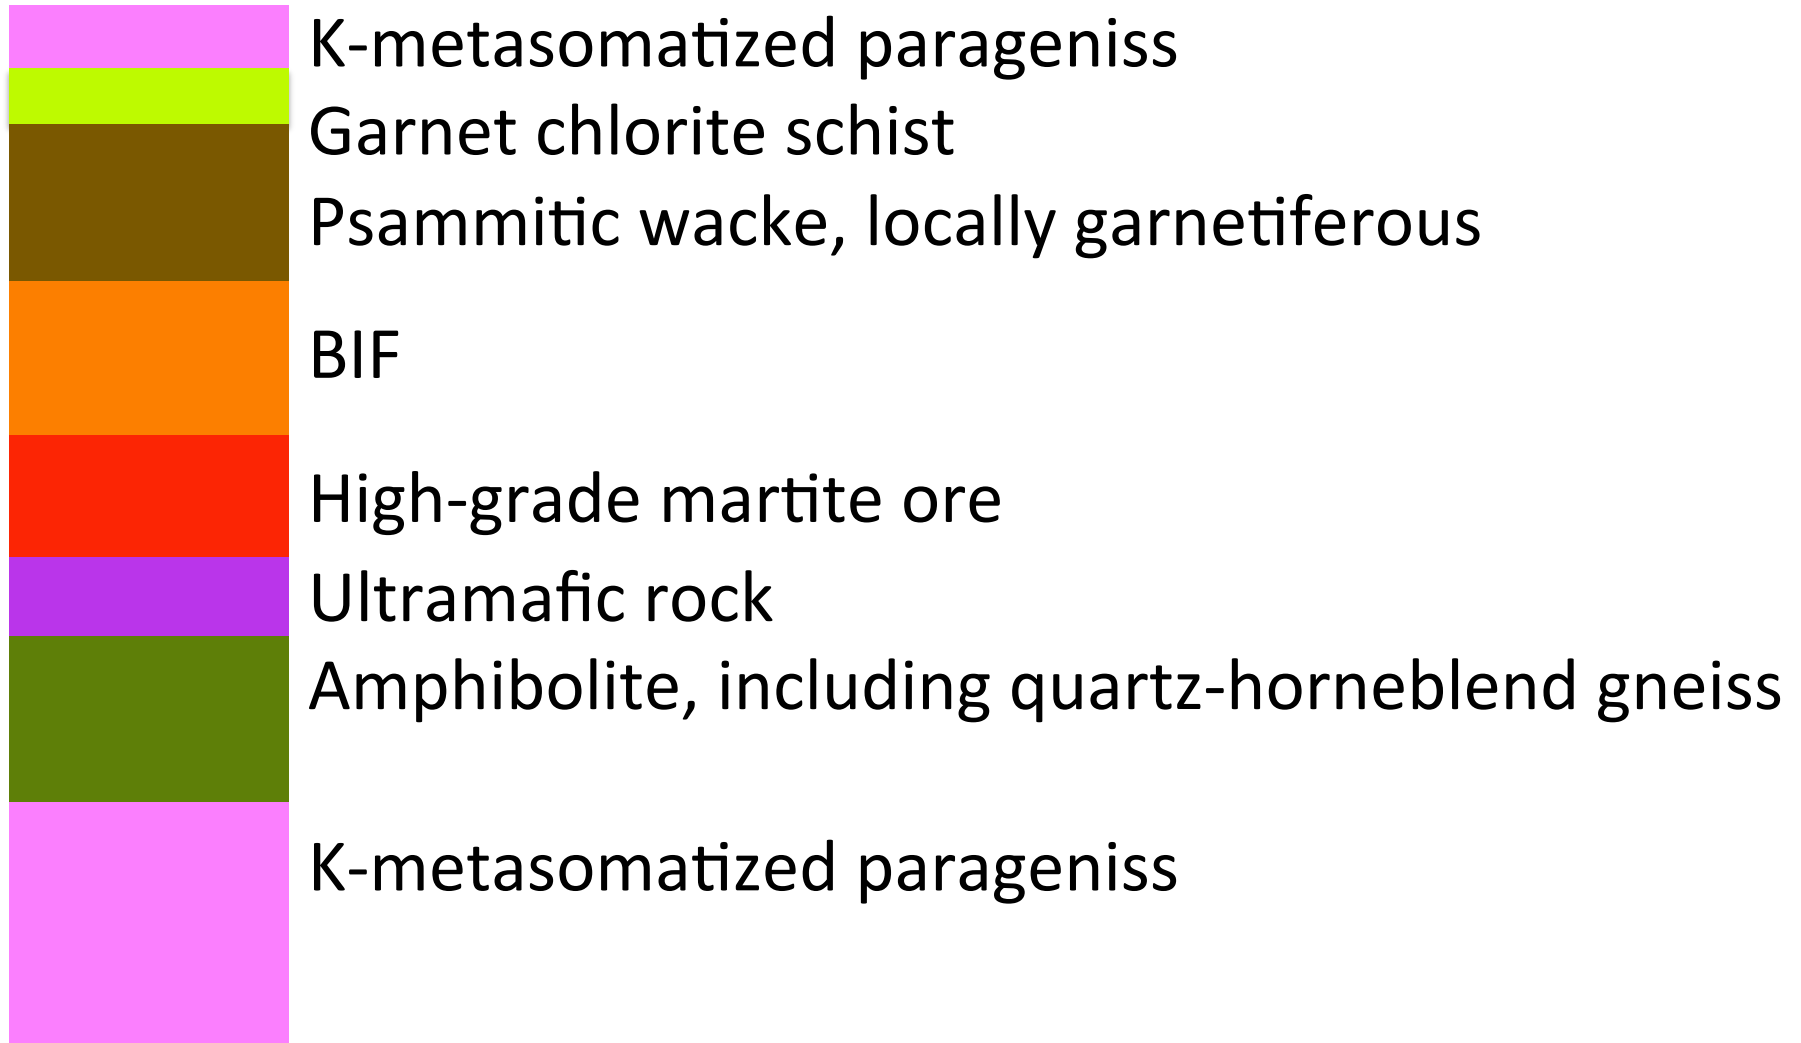 K-metasomatized parageniss
Garnet chlorite schist
Psammitic wacke, locally garnetiferous
BIF
High-grade martite ore
Ultramafic rock
Amphibolite, including quartz-horneblend gneiss
K-metasomatized parageniss